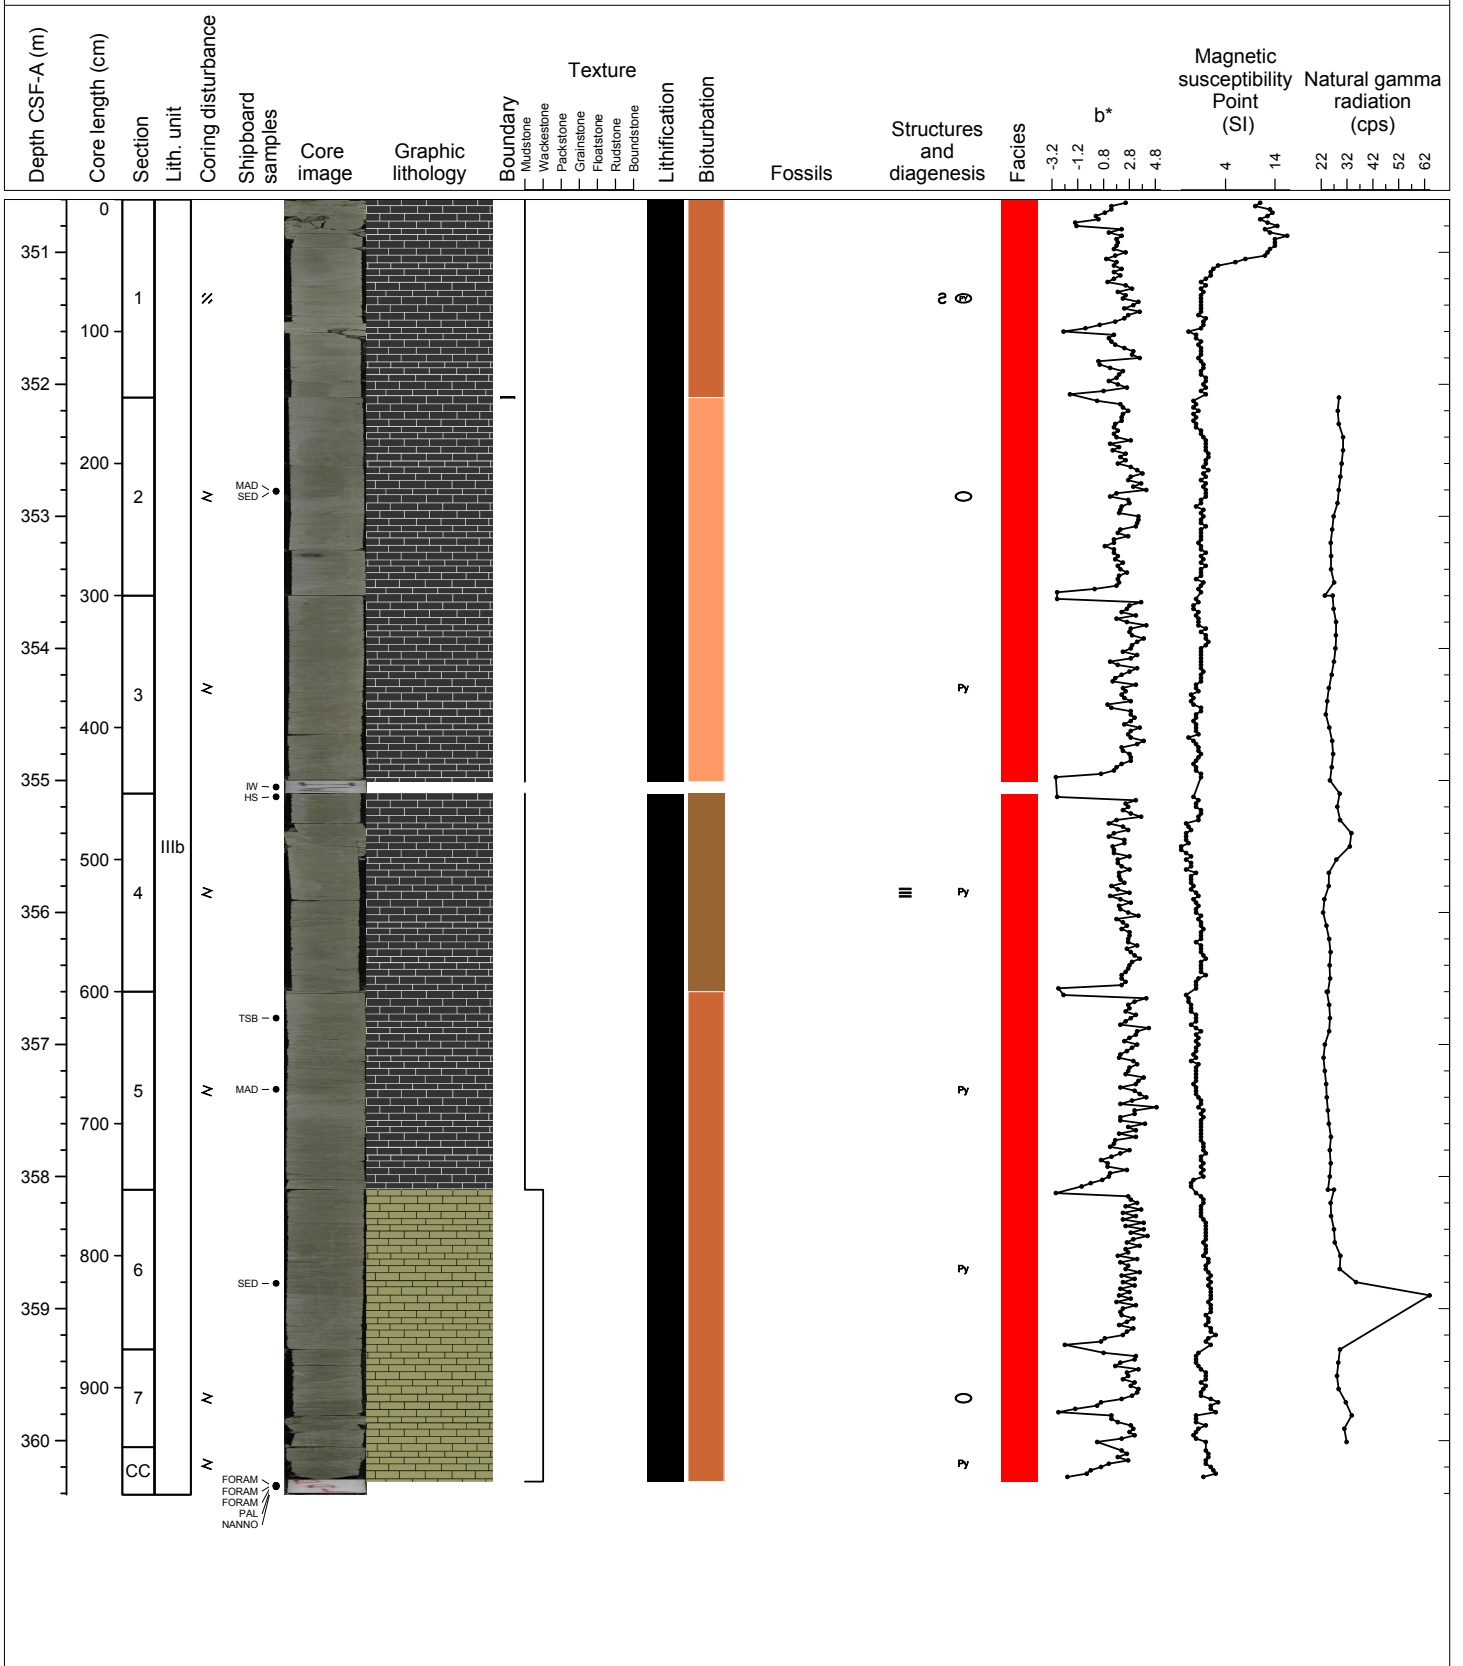 Depth CSF-A (m)
Core length (cm)
Section
Lith. unit
Coring disturbance
Shipboard
samples
Core
image
Graphic
lithology
Boundary
Texture
Mudstone
Wackestone
Packstone
Grainstone
Floatstone
Rudstone
Boundstone
Lithification
Bioturbation
Fossils
Structures
and
diagenesis
Facies
b*
-3.2
-1.2
0.8
2.8
4.8
Magnetic
susceptibility
Point
(SI)
4
14
Natural gamma
radiation
(cps)
22
32
42
52
62
351
352
353
354
355
356
357
358
359
360
0
100
200
300
400
500
600
700
800
900
1
2
3
4
5
6
7
CC
IIIb
MAD
SED
IW
HS
TSB
MAD
SED
FORAM
FORAM
FORAM
PAL
NANNO
S
Py
Py
Py
Py
Py
Py